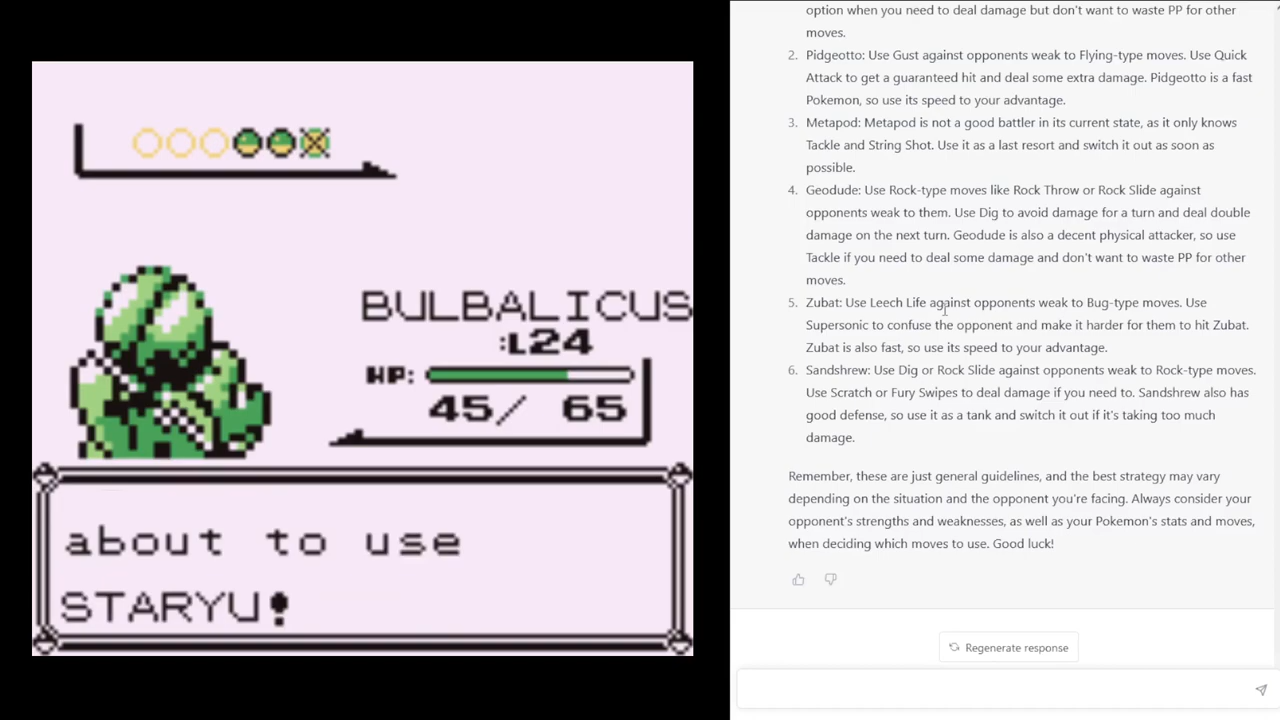 BULBALICUS
:L24
HP:
45/ 65
about to use
STARYU!
option when you need to deal damage but don't want to waste PP for other
moves.
2. Pidgeotto: Use Gust against opponents weak to Flying-type moves. Use Quick
Attack to get a guaranteed hit and deal some extra damage. Pidgeotto is a fast
Pokemon, so use its speed to your advantage.
3. Metapod: Metapod is not a good battler in its current state, as it only knows
Tackle and String Shot. Use it as a last resort and switch it out as soon as
possible.
4. Geodude: Use Rock-type moves like Rock Throw or Rock Slide against
opponents weak to them. Use Dig to avoid damage for a turn and deal double
damage on the next turn. Geodude is also a decent physical attacker, so use
Tackle if you need to deal some damage and don't want to waste PP for other
moves.
5. Zubat: Use Leech Life against opponents weak to Bug-type moves. Use
Supersonic to confuse the opponent and make it harder for them to hit Zubat.
Zubat is also fast, so use its speed to your advantage.
6. Sandshrew: Use Dig or Rock Slide against opponents weak to Rock-type moves.
Use Scratch or Fury Swipes to deal damage if you need to. Sandshrew also has
good defense, so use it as a tank and switch it out if it's taking too much
damage.
Remember, these are just general guidelines, and the best strategy may vary
depending on the situation and the opponent you're facing. Always consider your
opponent's strengths and weaknesses, as well as your Pokemon's stats and moves,
when deciding which moves to use. Good luck!
Regenerate response